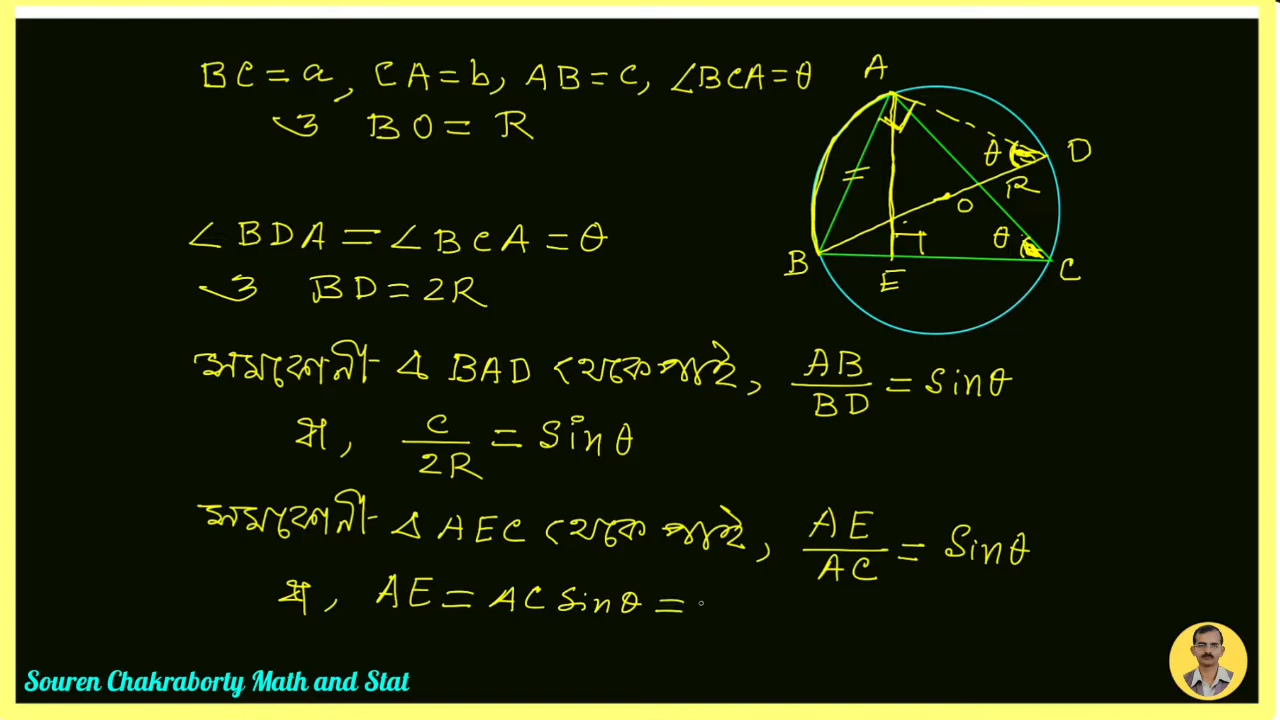 BC = a, CA = b, AB = c, ∠BCA = θ
ও BO = R
∠BDA = ∠BCA = θ
ও BD = 2R
সমকোণী Δ BAD থেকে পাই, AB/BD = Sinθ
বা, c/2R = Sinθ
সমকোণী Δ AEC থেকে পাই, AE/AC = Sinθ
বা, AE = AC Sinθ =
A
θ D
R
O
θ
B E C
Souren Chakraborty Math and Stat